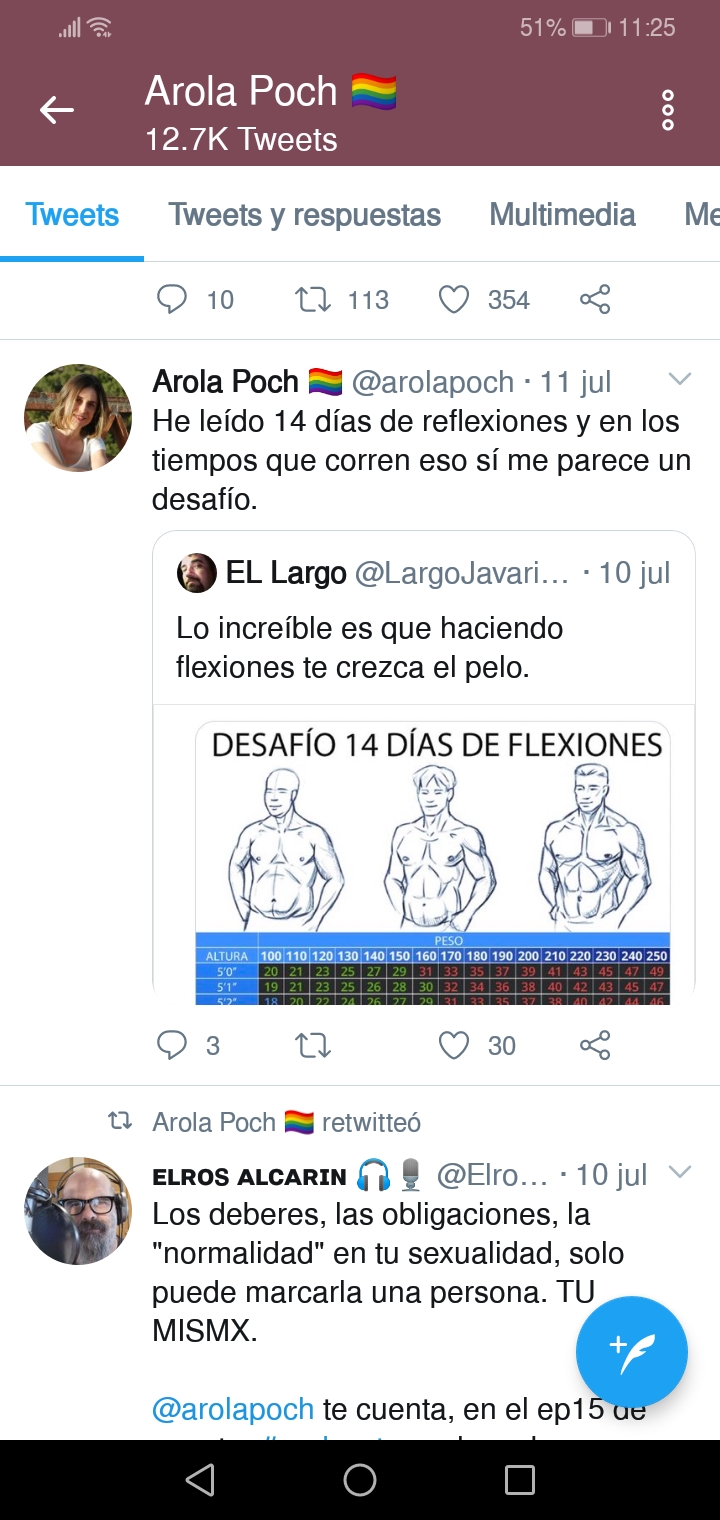 51% 11:25
Arola Poch 🏳️‍🌈
12.7K Tweets
Tweets Tweets y respuestas Multimedia Me
10 113 354
Arola Poch 🏳️‍🌈 @arolapoch · 11 jul
He leído 14 días de reflexiones y en los
tiempos que corren eso sí me parece un
desafío.
EL Largo @LargoJavari... · 10 jul
Lo increíble es que haciendo
flexiones te crezca el pelo.
DESAFÍO 14 DÍAS DE FLEXIONES
PESO
ALTURA 100 110 120 130 140 150 160 170 180 190 200 210 220 230 240 250
5'0" 20 21 23 25 27 29 31 33 35 37 39 41 43 45 47 49
5'1" 19 21 23 25 26 28 30 32 34 36 38 40 42 43 45 47
5'2" 18 20 22 24 26 27 29 31 33 35 37 38 40 42 44 46
3 30
Arola Poch 🏳️‍🌈 retwitteó
ELROS ALCARIN 🎧🎙️ @Elro... · 10 jul
Los deberes, las obligaciones, la
"normalidad" en tu sexualidad, solo
puede marcarla una persona. TU
MISMX.
@arolapoch te cuenta, en el ep15 de